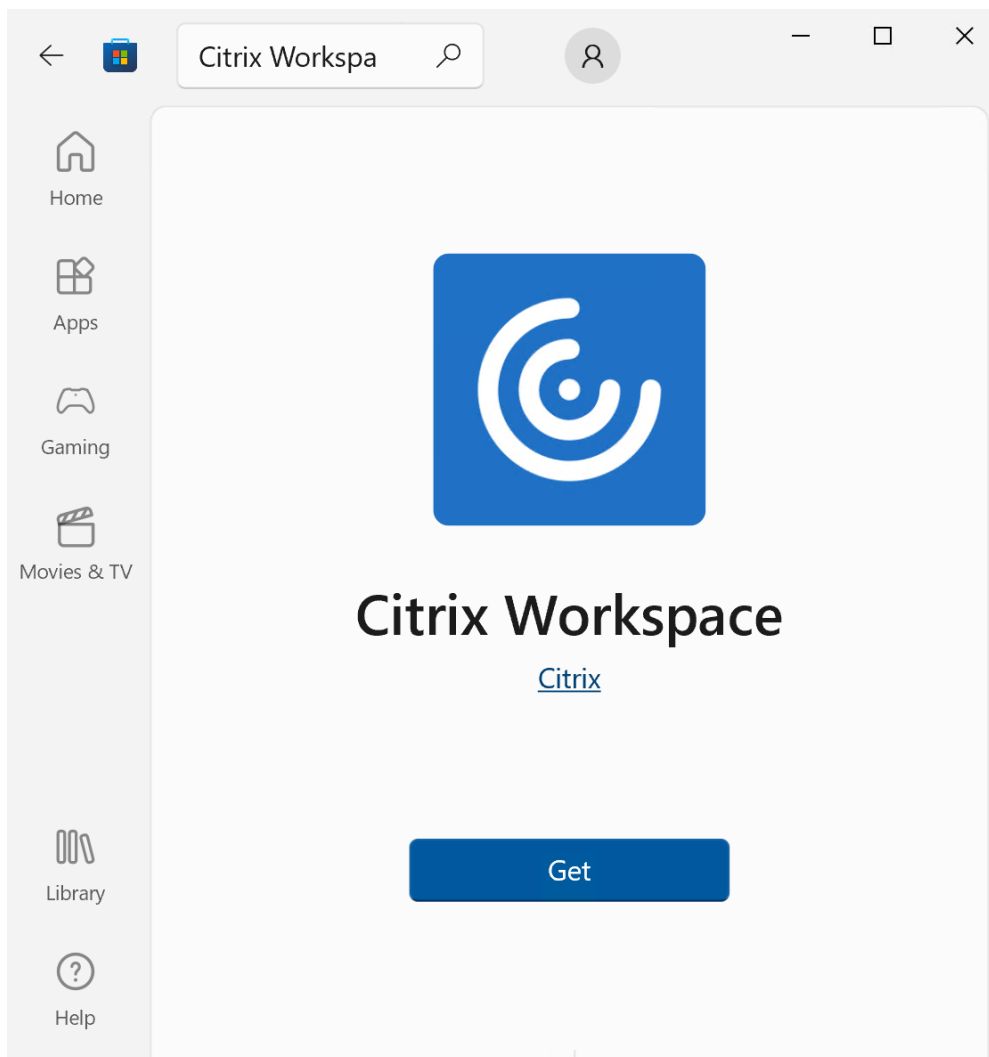 Citrix Workspa
Home
Apps
Gaming
Movies & TV
Citrix Workspace
Citrix
Get
Library
Help